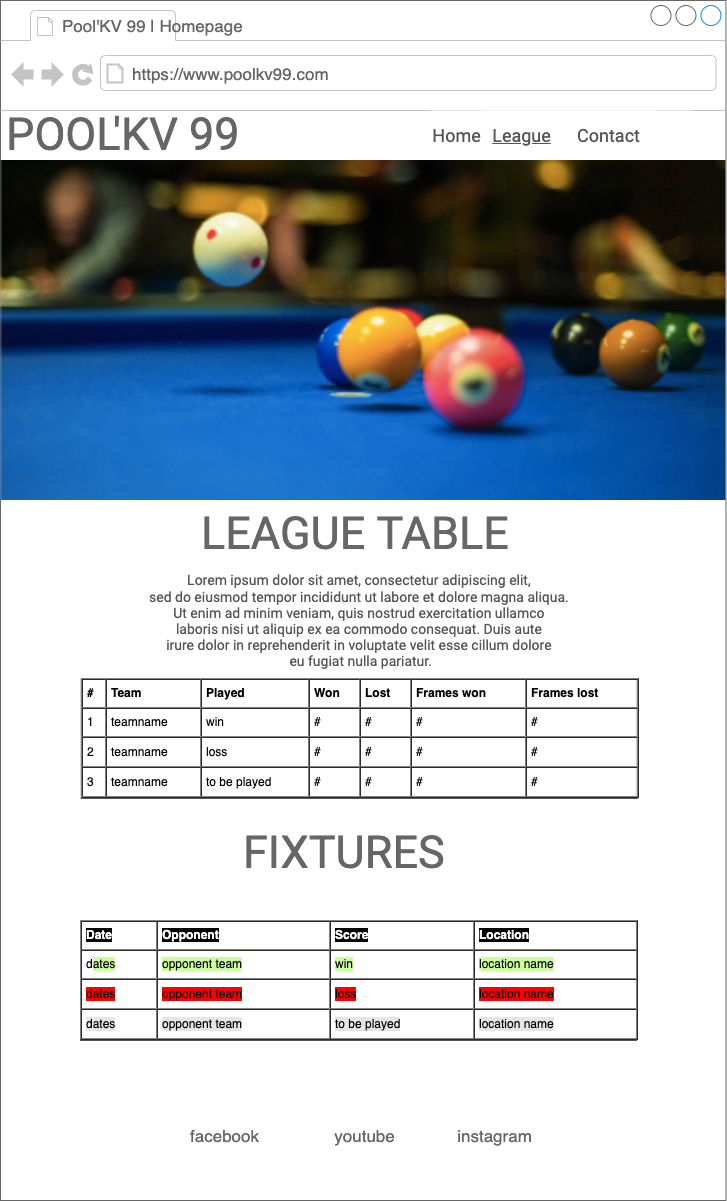 Pool'KV 99 l Homepage
https://www.poolkv99.com
POOL'KV 99
Home League Contact
LEAGUE TABLE
Lorem ipsum dolor sit amet, consectetur adipiscing elit,
sed do eiusmod tempor incididunt ut labore et dolore magna aliqua.
Ut enim ad minim veniam, quis nostrud exercitation ullamco
laboris nisi ut aliquip ex ea commodo consequat. Duis aute
irure dolor in reprehenderit in voluptate velit esse cillum dolore
eu fugiat nulla pariatur.
# Team Played Won Lost Frames won Frames lost
1 teamname win # # # #
2 teamname loss # # # #
3 teamname to be played # # # #
FIXTURES
Date Opponent Score Location
dates opponent team win location name
dates opponent team loss location name
dates opponent team to be played location name
facebook youtube instagram